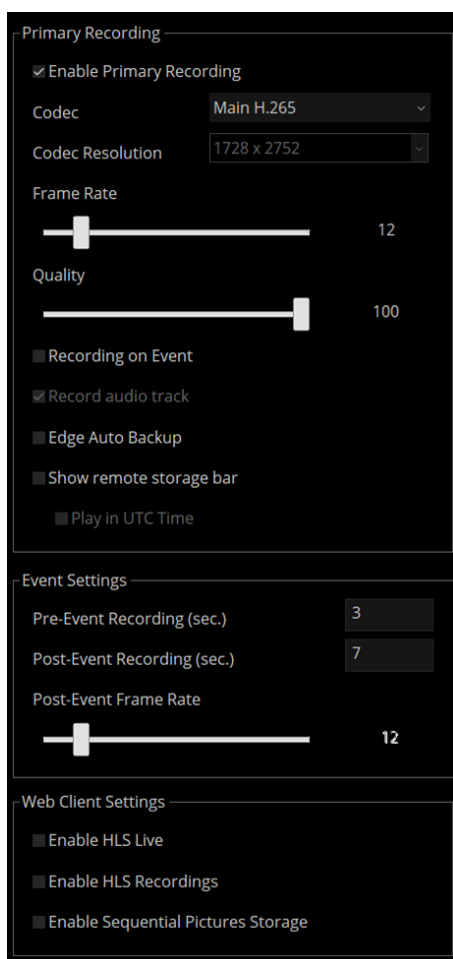 Primary Recording
Enable Primary Recording
Codec Main H.265
Codec Resolution 1728 x 2752
Frame Rate
12
Quality
100
Recording on Event
Record audio track
Edge Auto Backup
Show remote storage bar
Play in UTC Time
Event Settings
Pre-Event Recording (sec.) 3
Post-Event Recording (sec.) 7
Post-Event Frame Rate
12
Web Client Settings
Enable HLS Live
Enable HLS Recordings
Enable Sequential Pictures Storage